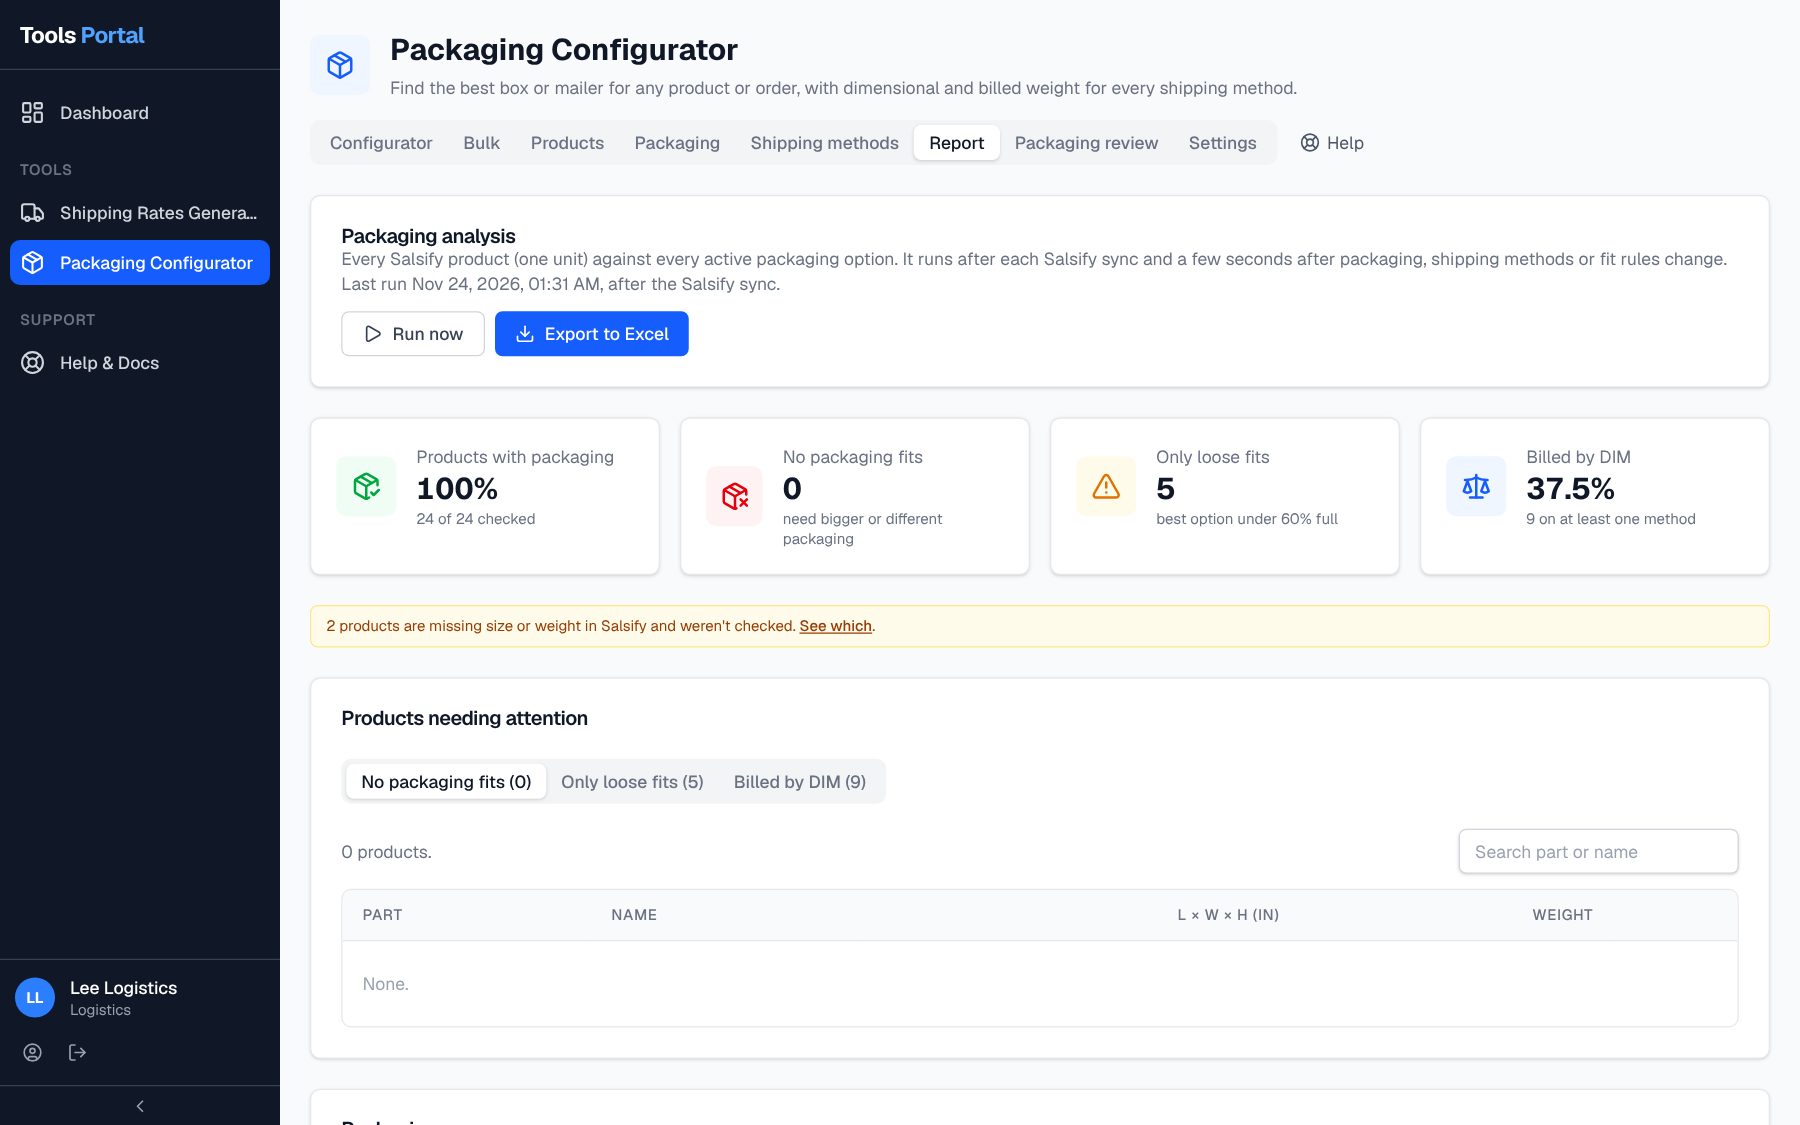 Tools Portal
Dashboard
TOOLS
Shipping Rates Genera...
Packaging Configurator
SUPPORT
Help & Docs
LL
Lee Logistics
Logistics
Packaging Configurator
Find the best box or mailer for any product or order, with dimensional and billed weight for every shipping method.
Configurator Bulk Products Packaging Shipping methods Report Packaging review Settings Help
Packaging analysis
Every Salsify product (one unit) against every active packaging option. It runs after each Salsify sync and a few seconds after packaging, shipping methods or fit rules change.
Last run Nov 24, 2026, 01:31 AM, after the Salsify sync.
Run now Export to Excel
Products with packaging
100%
24 of 24 checked
No packaging fits
0
need bigger or different
packaging
Only loose fits
5
best option under 60% full
Billed by DIM
37.5%
9 on at least one method
2 products are missing size or weight in Salsify and weren't checked. See which.
Products needing attention
No packaging fits (0) Only loose fits (5) Billed by DIM (9)
0 products.
Search part or name
PART NAME L × W × H (IN) WEIGHT
None.